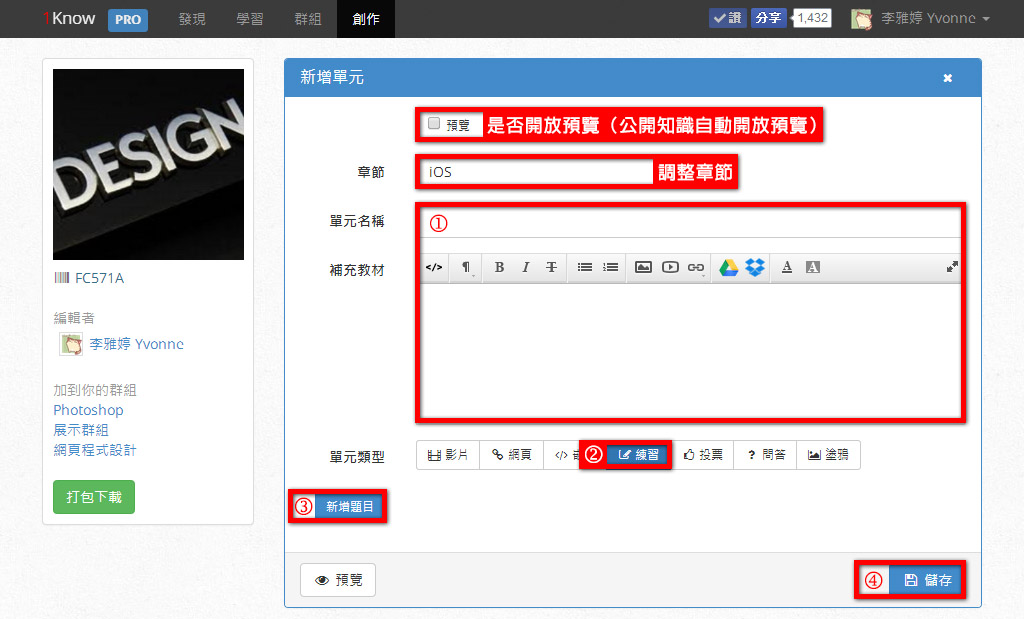 1Know PRO 發現 學習 群組 創作 讚 分享 1,432 李雅婷 Yvonne
DESIGN
FC571A
編輯者
李雅婷 Yvonne
加到你的群組
Photoshop
展示群組
網頁程式設計
打包下載
新增單元
預覽 是否開放預覽（公開知識自動開放預覽）
章節 iOS 調整章節
單元名稱 ①
補充教材 </> ¶ B I T A A
單元類型 影片 網頁 </> ② 練習 投票 ? 問答 塗鴉
③ 新增題目
預覽 ④ 儲存